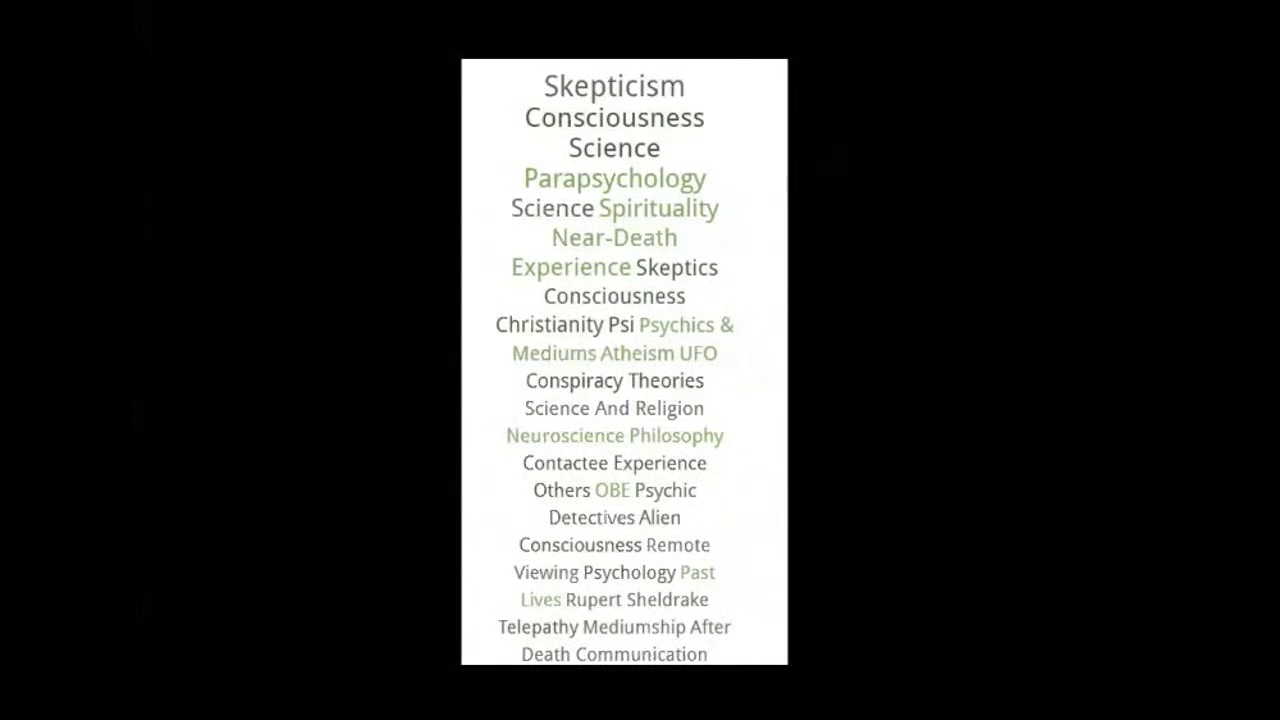 Skepticism
Consciousness
Science
Parapsychology
Science Spirituality
Near-Death
Experience Skeptics
Consciousness
Christianity Psi Psychics &
Mediums Atheism UFO
Conspiracy Theories
Science And Religion
Neuroscience Philosophy
Contactee Experience
Others OBE Psychic
Detectives Alien
Consciousness Remote
Viewing Psychology Past
Lives Rupert Sheldrake
Telepathy Mediumship After
Death Communication